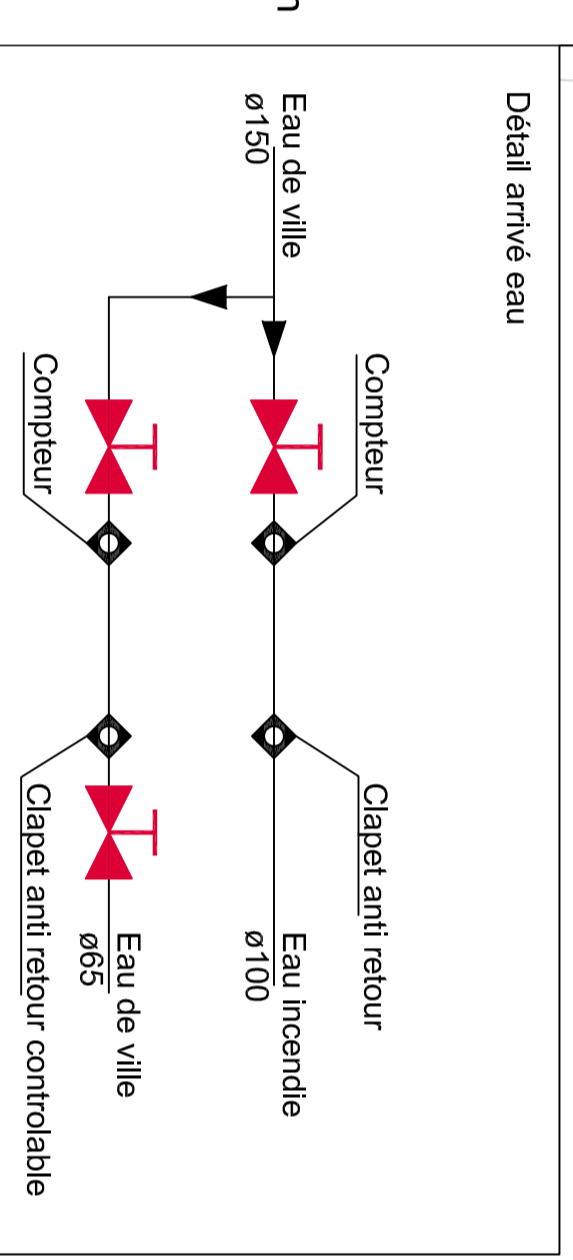 Détail arrivé eau
Eau de ville
ø150
Compteur
Clapet anti retour
Eau incendie
ø100
Compteur
Eau de ville
ø65
Clapet anti retour controlable